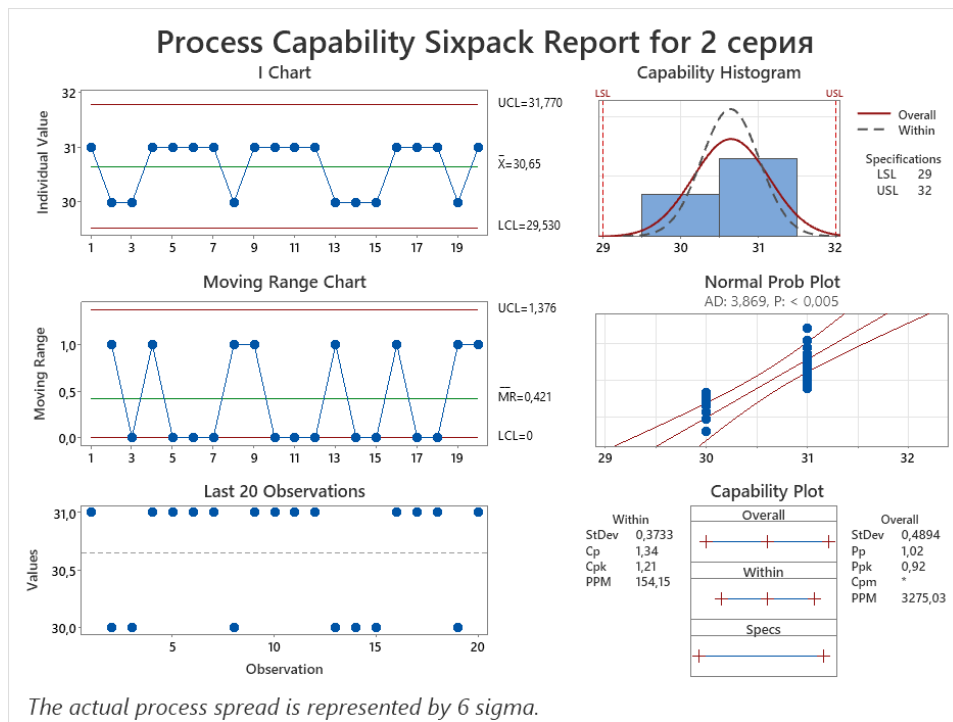 Process Capability Sixpack Report for 2 серия
I Chart
32
31
30
Individual Value
1 3 5 7 9 11 13 15 17 19
UCL=31,770
X=30,65
LCL=29,530
Capability Histogram
LSL USL
29 30 31 32
Overall
Within
Specifications
LSL 29
USL 32
Moving Range Chart
1,0
0,5
0,0
Moving Range
1 3 5 7 9 11 13 15 17 19
UCL=1,376
MR=0,421
LCL=0
Normal Prob Plot
AD: 3,869, P: < 0,005
29 30 31 32
Last 20 Observations
31,0
30,5
30,0
Values
5 10 15 20
Observation
Capability Plot
Within
StDev 0,3733
Cp 1,34
Cpk 1,21
PPM 154,15
Overall
Within
Specs
Overall
StDev 0,4894
Pp 1,02
Ppk 0,92
Cpm *
PPM 3275,03
The actual process spread is represented by 6 sigma.